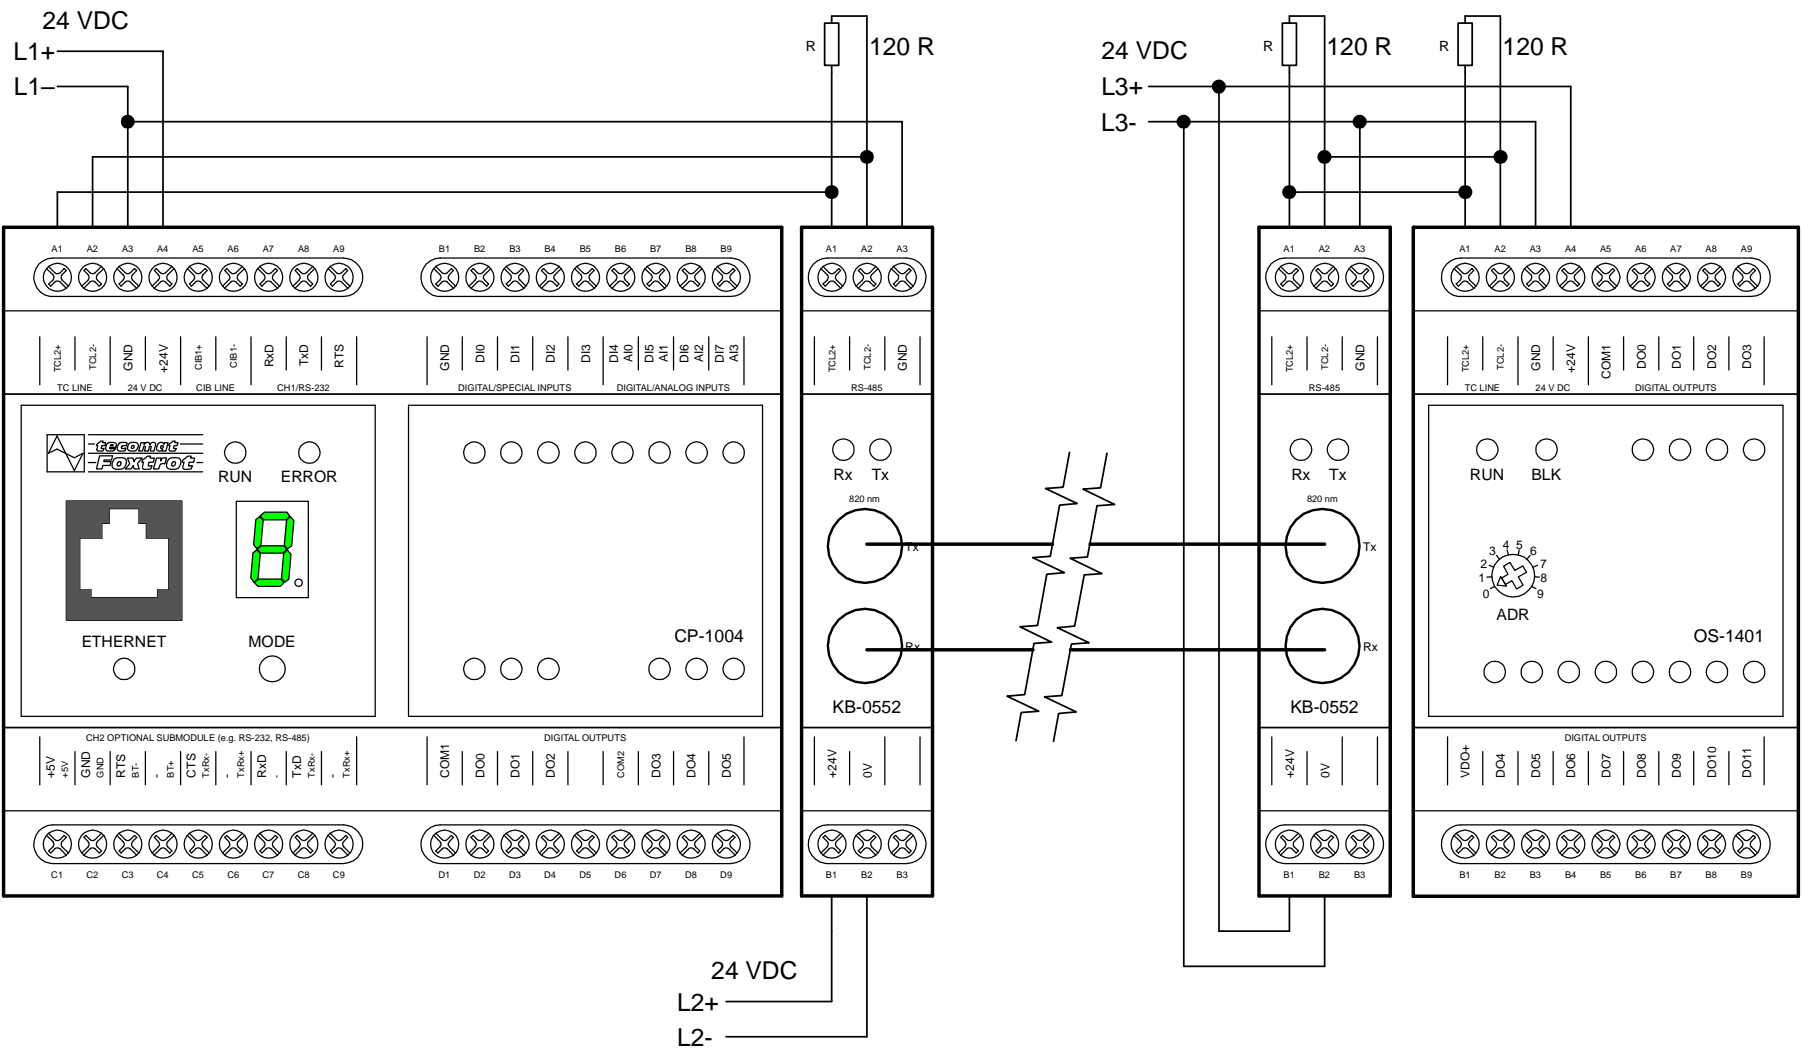 24 VDC
L1+
L1–
R 120 R
24 VDC
L3+
L3-
R 120 R
R 120 R
A1 A2 A3 A4 A5 A6 A7 A8 A9
B1 B2 B3 B4 B5 B6 B7 B8 B9
A1 A2 A3
A1 A2 A3
A1 A2 A3 A4 A5 A6 A7 A8 A9
TCL2+ TCL2- GND +24V CIB1+ CIB1- RxD TxD RTS
TC LINE 24 V DC CIB LINE CH1/RS-232
GND DI0 DI1 DI2 DI3 DI4 AI0 DI5 AI1 DI6 AI2 DI7 AI3
DIGITAL/SPECIAL INPUTS DIGITAL/ANALOG INPUTS
TCL2+ TCL2- GND
RS-485
TCL2+ TCL2- GND
RS-485
TCL2+ TCL2- GND +24V COM1 DO0 DO1 DO2 DO3
TC LINE 24 V DC DIGITAL OUTPUTS
tecomat
Foxtrot
RUN ERROR
ETHERNET MODE
CP-1004
Rx Tx
820 nm
Tx
Rx
KB-0552
Rx Tx
820 nm
Tx
Rx
KB-0552
RUN BLK
0 1 2 3 4 5 6 7 8 9
ADR
OS-1401
CH2 OPTIONAL SUBMODULE (e.g. RS-232, RS-485)
+5V GND RTS - CTS - RxD TxD -
+5V GND BT- BT+ TxRx- TxRx+ - TxRx- TxRx+
DIGITAL OUTPUTS
COM1 DO0 DO1 DO2 COM2 DO3 DO4 DO5
+24V 0V
+24V 0V
DIGITAL OUTPUTS
VDO+ DO4 DO5 DO6 DO7 DO8 DO9 DO10 DO11
C1 C2 C3 C4 C5 C6 C7 C8 C9
D1 D2 D3 D4 D5 D6 D7 D8 D9
B1 B2 B3
B1 B2 B3
B1 B2 B3 B4 B5 B6 B7 B8 B9
24 VDC
L2+
L2-